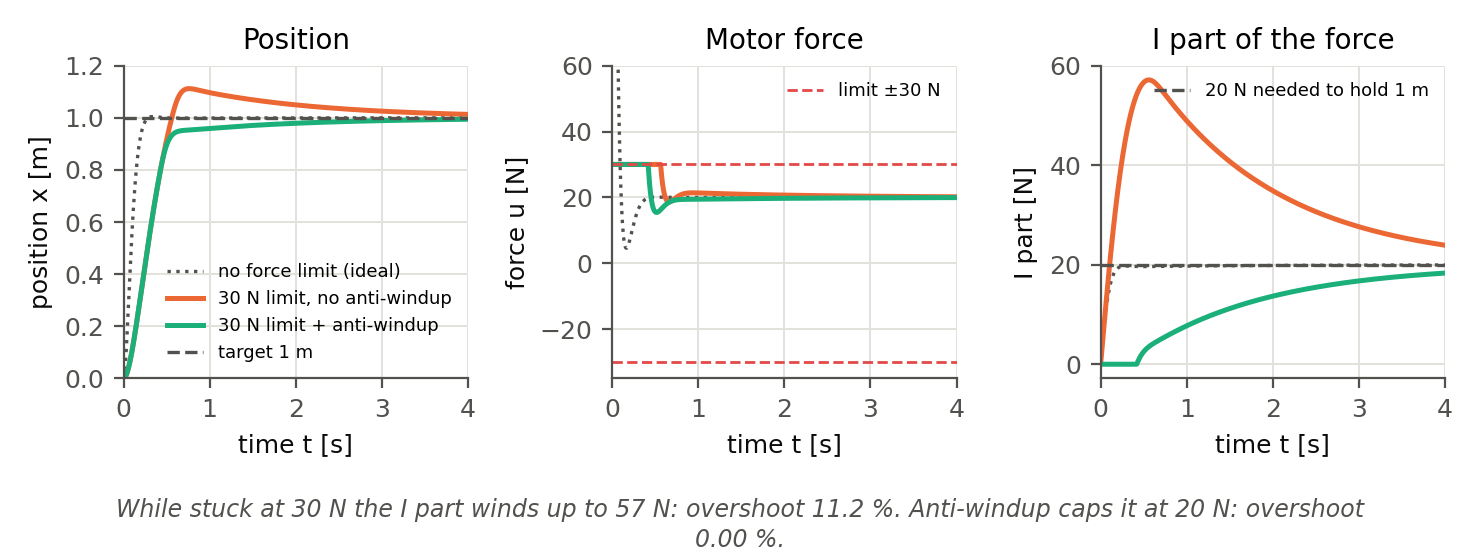 Position
1.2
1.0
0.8
0.6
0.4
0.2
0.0
position x [m]
no force limit (ideal)
30 N limit, no anti-windup
30 N limit + anti-windup
target 1 m
0 1 2 3 4
time t [s]
Motor force
60
40
20
0
−20
force u [N]
limit ±30 N
0 1 2 3 4
time t [s]
I part of the force
60
40
20
0
I part [N]
20 N needed to hold 1 m
0 1 2 3 4
time t [s]
While stuck at 30 N the I part winds up to 57 N: overshoot 11.2 %. Anti-windup caps it at 20 N: overshoot
0.00 %.